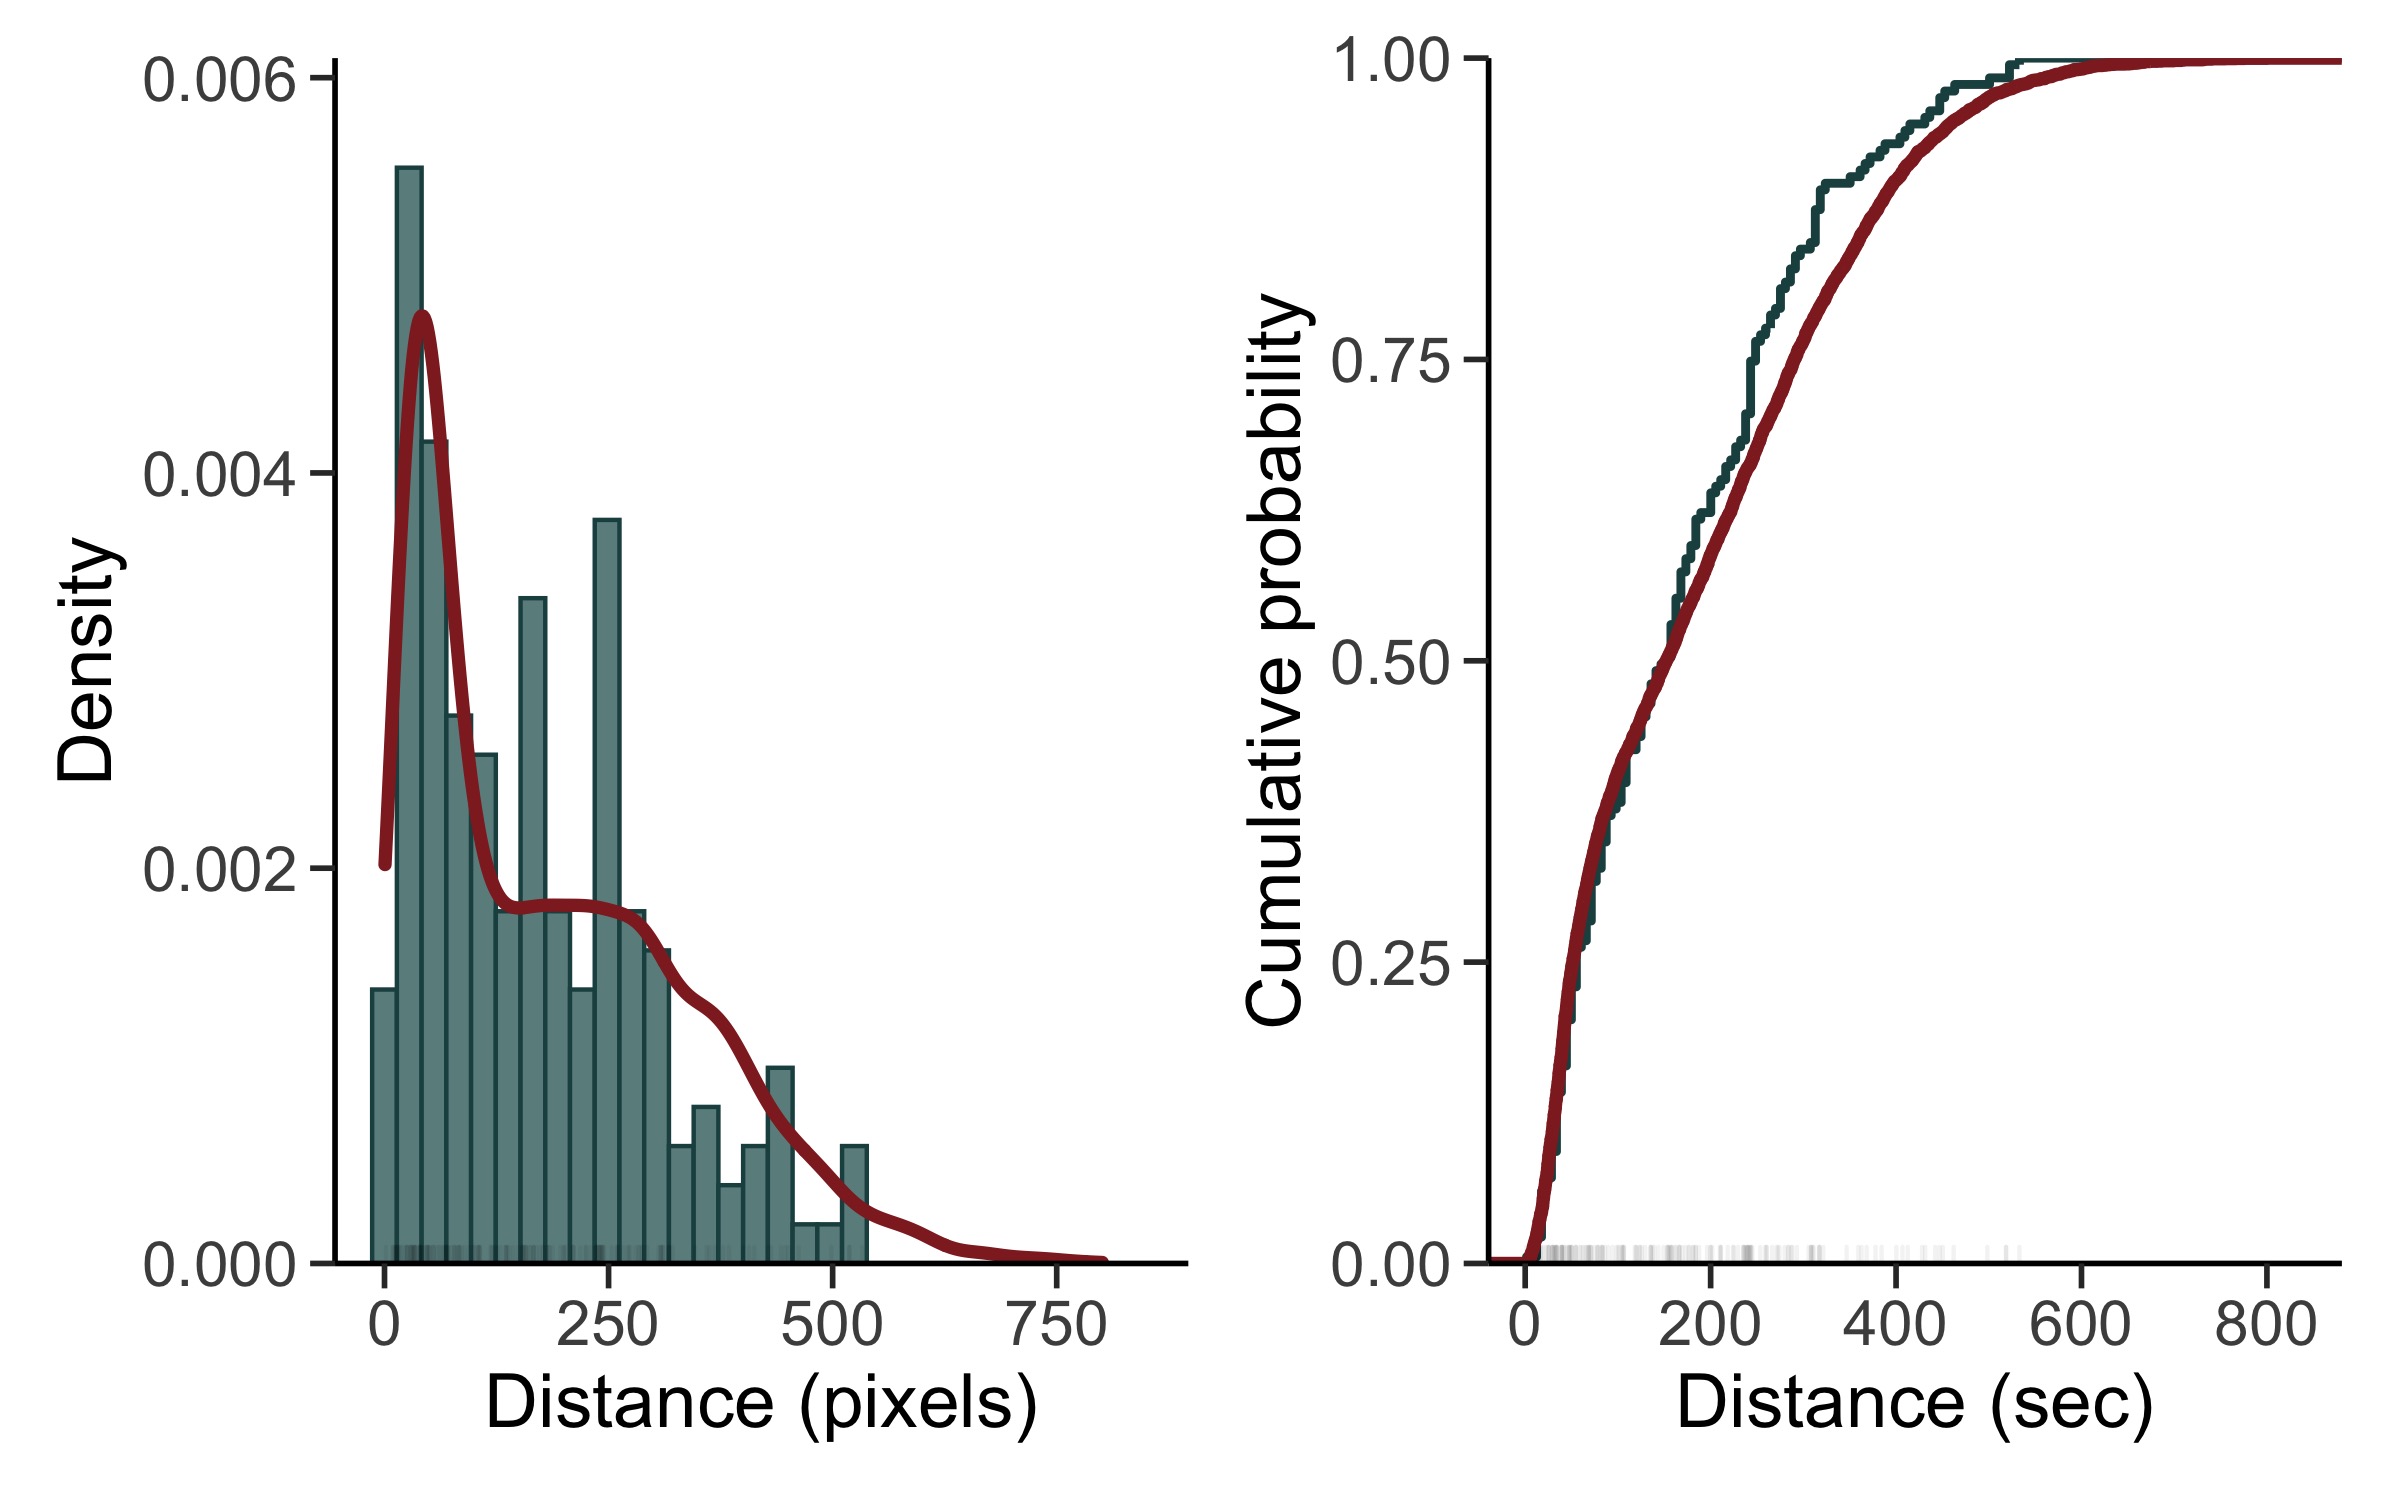 Density
0.006
0.004
0.002
0.000
0 250 500 750
Distance (pixels)
Cumulative probability
1.00
0.75
0.50
0.25
0.00
0 200 400 600 800
Distance (sec)